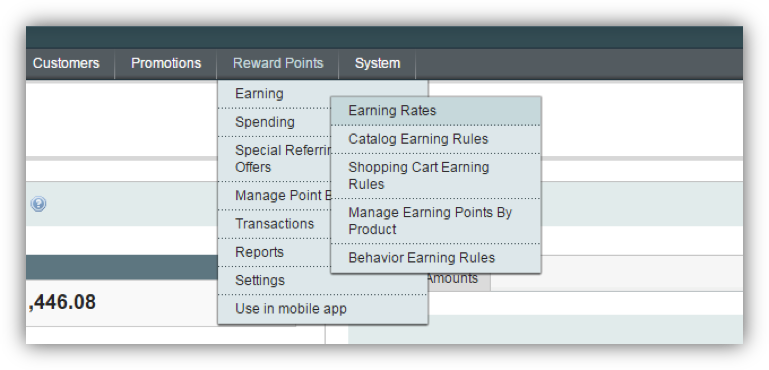 Customers Promotions Reward Points System
Earning
Earning Rates
Spending
Catalog Earning Rules
Special Referrin
Offers
Shopping Cart Earning
Rules
Manage Point B
Manage Earning Points By
Product
Transactions
Reports
Behavior Earning Rules
Settings
Amounts
,446.08
Use in mobile app